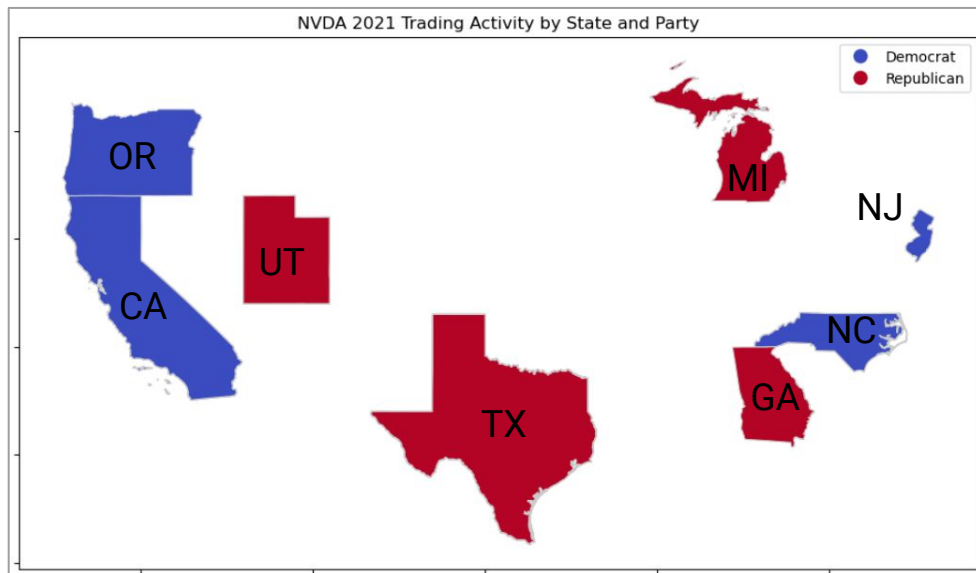 NVDA 2021 Trading Activity by State and Party
Democrat
Republican
OR
MI
NJ
UT
CA
NC
GA
TX